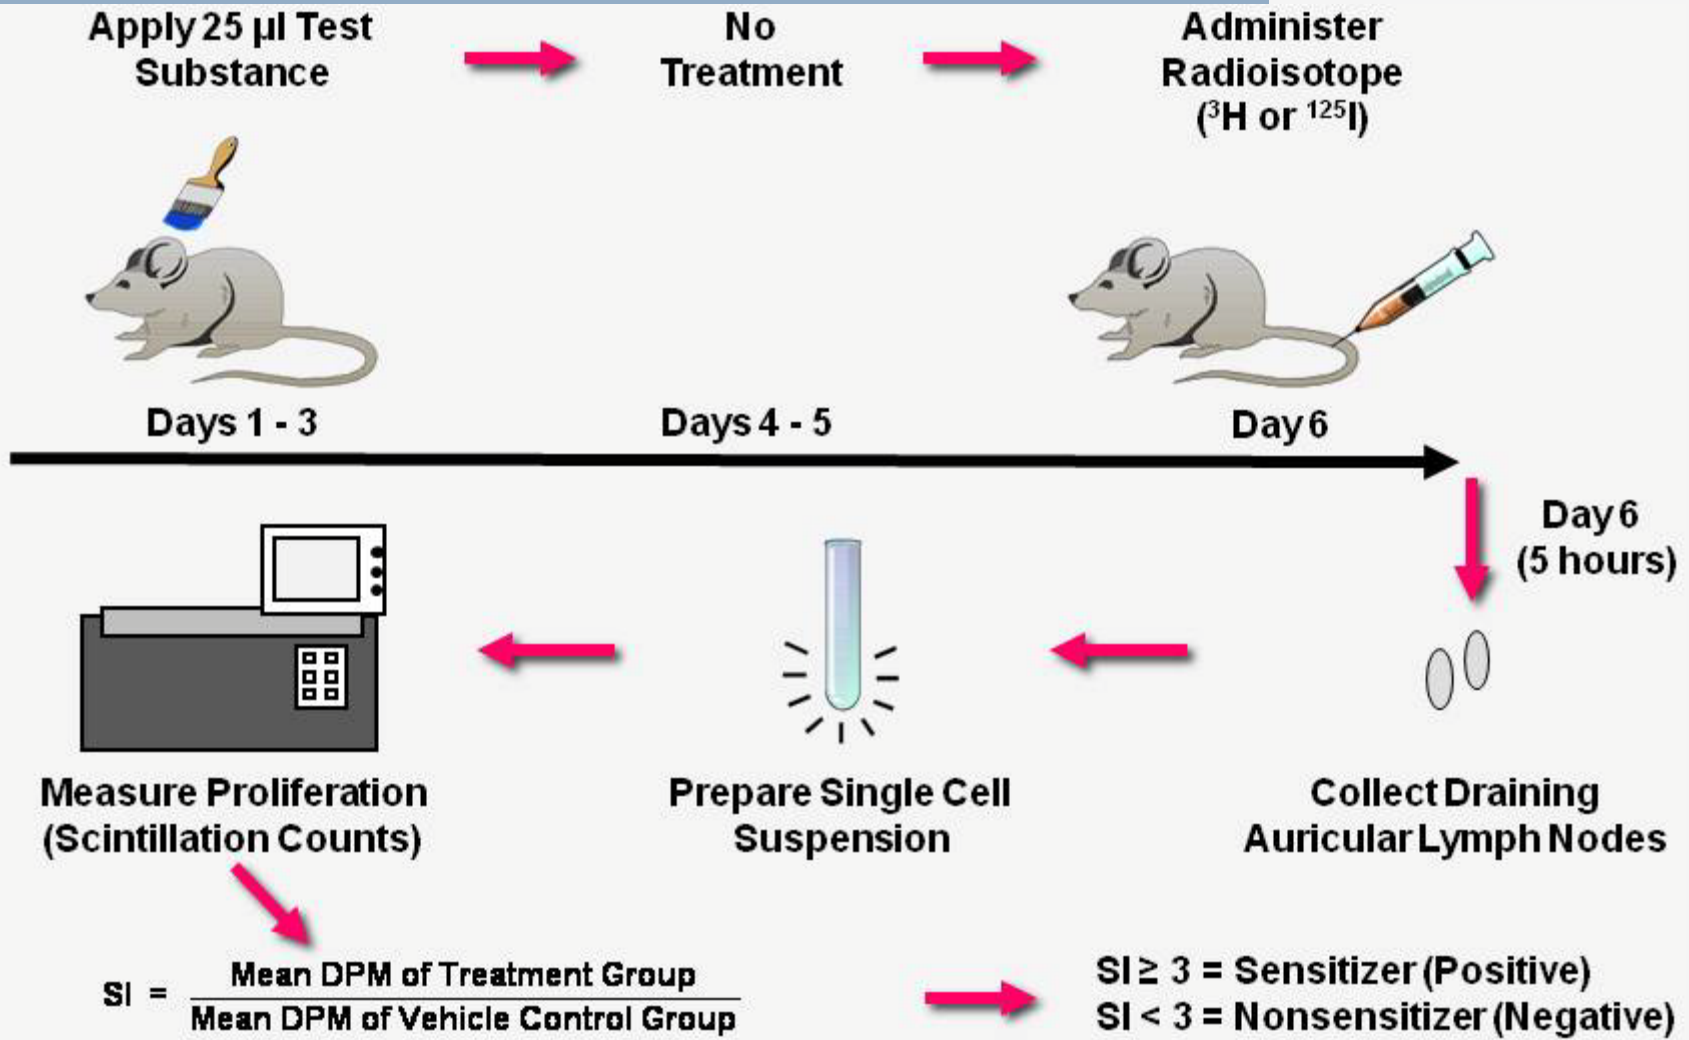 Apply 25 µl Test
Substance
No
Treatment
Administer
Radioisotope
(³H or ¹²⁵I)
Days 1 - 3
Days 4 - 5
Day 6
Day 6
(5 hours)
Measure Proliferation
(Scintillation Counts)
Prepare Single Cell
Suspension
Collect Draining
Auricular Lymph Nodes
SI = Mean DPM of Treatment Group
Mean DPM of Vehicle Control Group
SI ≥ 3 = Sensitizer (Positive)
SI < 3 = Nonsensitizer (Negative)